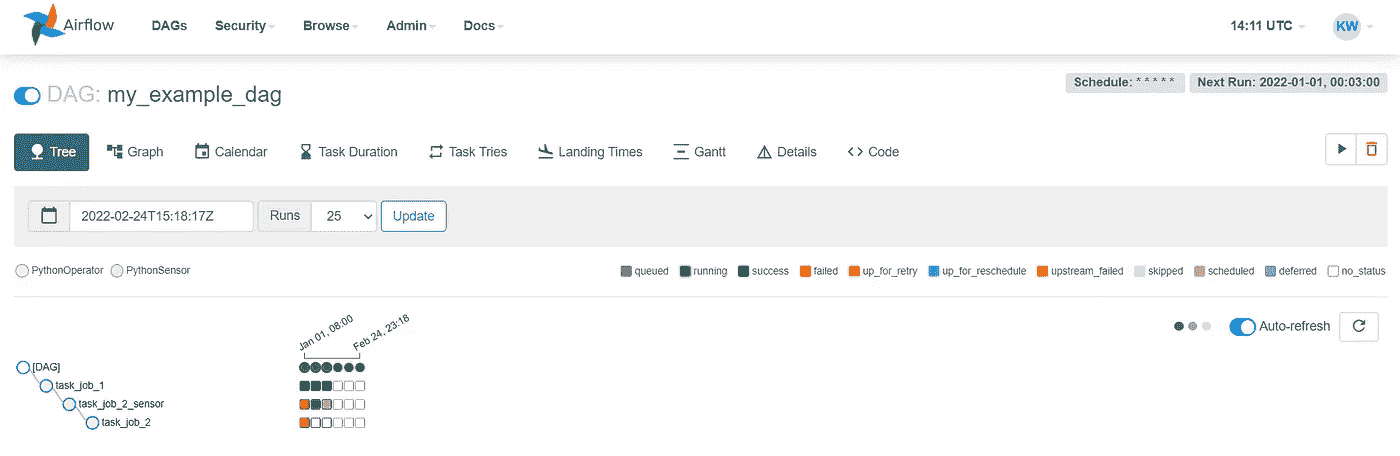 Airflow DAGs Security Browse Admin Docs 14:11 UTC KW
Schedule: * * * * * Next Run: 2022-01-01, 00:03:00
DAG: my_example_dag
Tree Graph Calendar Task Duration Task Tries Landing Times Gantt Details <> Code
2022-02-24T15:18:17Z Runs 25 Update
PythonOperator PythonSensor queued running success failed up_for_retry up_for_reschedule upstream_failed skipped scheduled deferred no_status
Jan 01, 08:00 Feb 24, 23:18
Auto-refresh
[DAG]
task_job_1
task_job_2_sensor
task_job_2